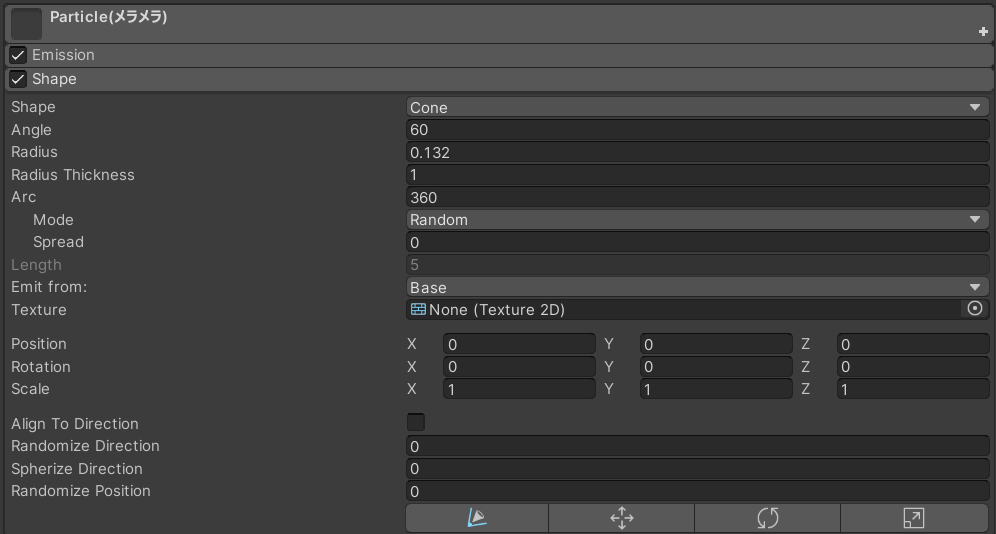 Particle(メラメラ)
Emission
Shape
Shape Cone
Angle 60
Radius 0.132
Radius Thickness 1
Arc 360
Mode Random
Spread 0
Length 5
Emit from: Base
Texture None (Texture 2D)
Position X 0 Y 0 Z 0
Rotation X 0 Y 0 Z 0
Scale X 1 Y 1 Z 1
Align To Direction
Randomize Direction 0
Spherize Direction 0
Randomize Position 0